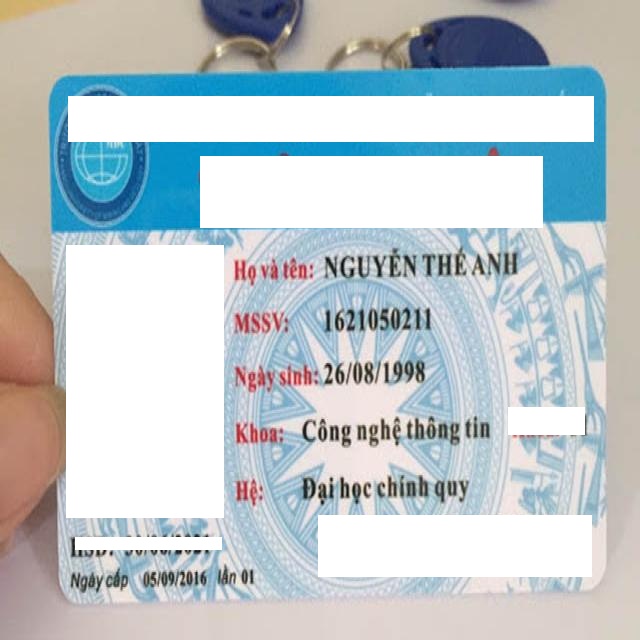 Họ và tên: NGUYỄN THẾ ANH
MSSV: 1621050211
Ngày sinh: 26/08/1998
Khoa: Công nghệ thông tin
Hệ: Đại học chính quy
Ngày cấp 05/09/2016 lần 01